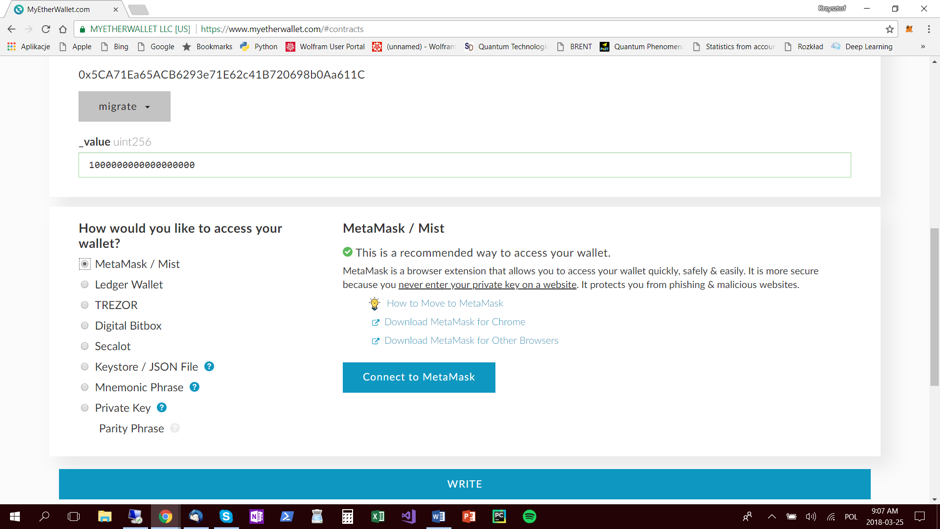 MyEtherWallet.com
Krzysztof
MYETHERWALLET LLC [US] | https://www.myetherwallet.com/#contracts
Aplikacje Apple Bing Google Bookmarks Python Wolfram User Portal (unnamed) - Wolfram Quantum Technologi BRENT Quantum Phenomen Statistics from accou Rozkład Deep Learning »
0x5CA71Ea65ACB6293e71E62c41B720698b0Aa611C
migrate
_value uint256
1000000000000000000
How would you like to access your
wallet?
MetaMask / Mist
Ledger Wallet
TREZOR
Digital Bitbox
Secalot
Keystore / JSON File ?
Mnemonic Phrase ?
Private Key ?
Parity Phrase ?
MetaMask / Mist
This is a recommended way to access your wallet.
MetaMask is a browser extension that allows you to access your wallet quickly, safely & easily. It is more secure
because you never enter your private key on a website. It protects you from phishing & malicious websites.
How to Move to MetaMask
Download MetaMask for Chrome
Download MetaMask for Other Browsers
Connect to MetaMask
WRITE
POL
9:07 AM
2018-03-25